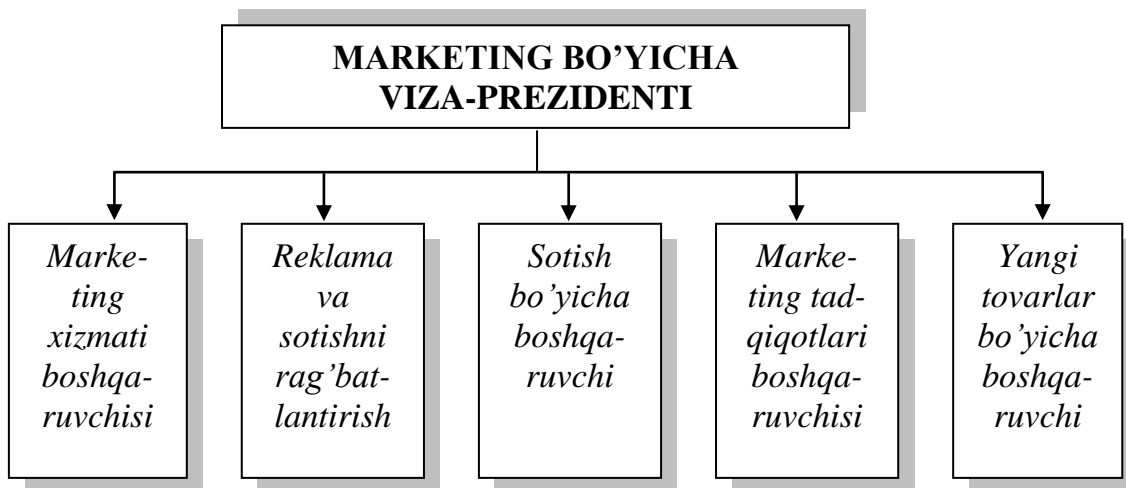 MARKETING BO’YICHA
VIZA-PREZIDENTI
Marke-
ting
xizmati
boshqa-
ruvchisi
Reklama
va
sotishni
rag’bat-
lantirish
Sotish
bo’yicha
boshqa-
ruvchi
Marke-
ting tad-
qiqotlari
boshqa-
ruvchisi
Yangi
tovarlar
bo’yicha
boshqa-
ruvchi